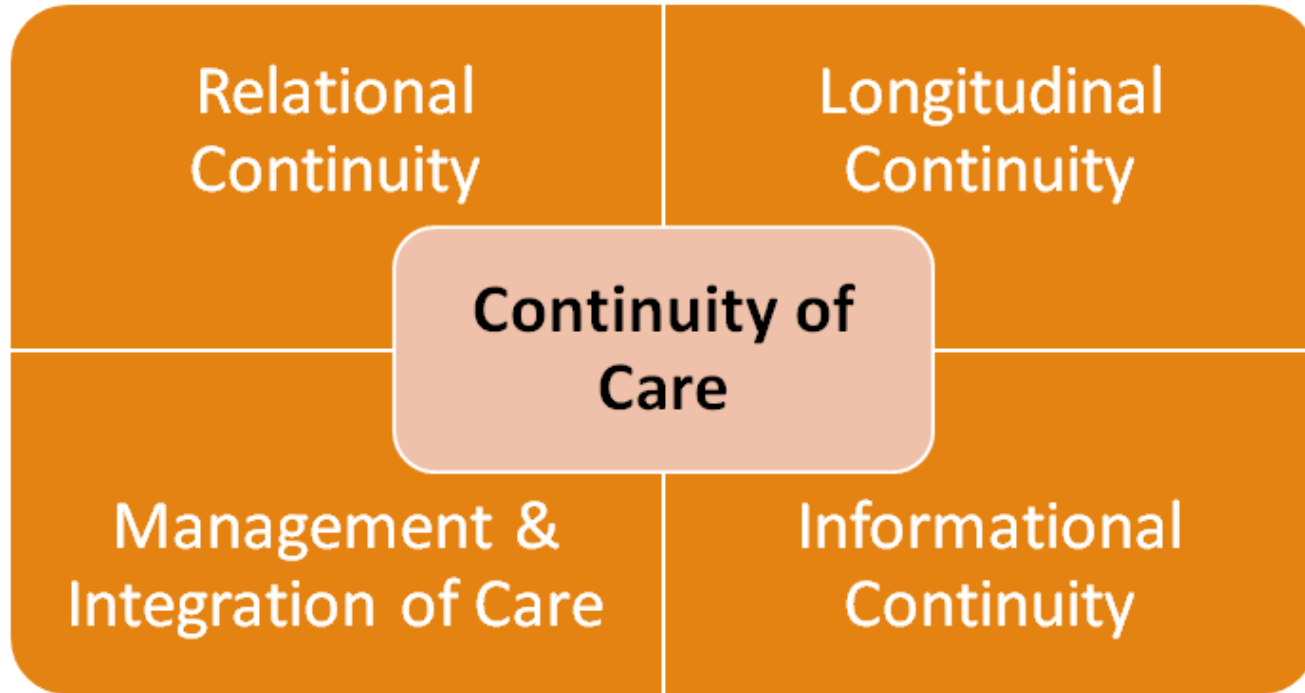 Relational
Continuity
Longitudinal
Continuity
Continuity of
Care
Management &
Integration of Care
Informational
Continuity